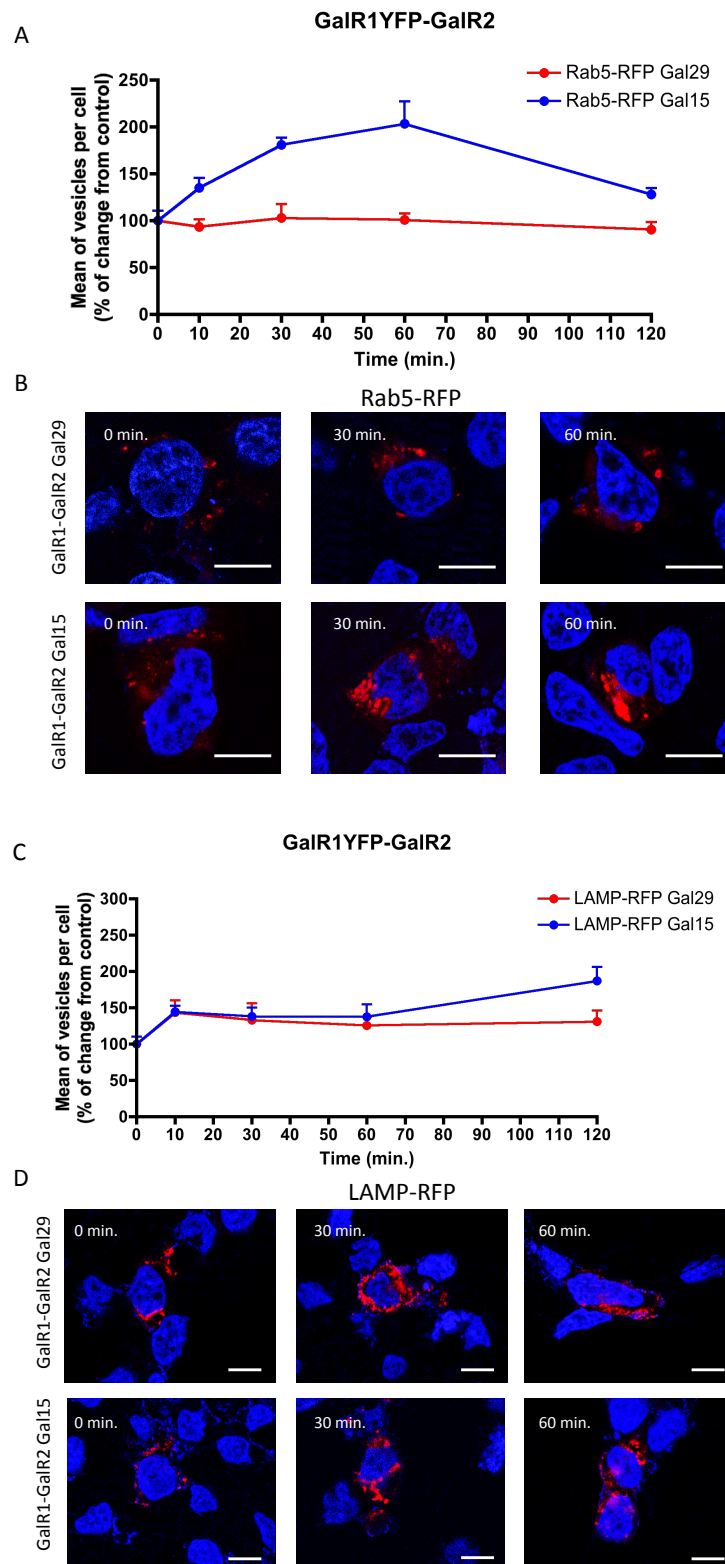 A
GalR1YFP-GalR2
Rab5-RFP Gal29
Rab5-RFP Gal15
Mean of vesicles per cell
(% of change from control)
250
200
150
100
50
0
0 10 20 30 40 50 60 70 80 90 100 110 120
Time (min.)
B
Rab5-RFP
GalR1-GalR2 Gal29
0 min.
30 min.
60 min.
GalR1-GalR2 Gal15
0 min.
30 min.
60 min.
C
GalR1YFP-GalR2
LAMP-RFP Gal29
LAMP-RFP Gal15
Mean of vesicles per cell
(% of change from control)
300
250
200
150
100
50
0
0 10 20 30 40 50 60 70 80 90 100 110 120
Time (min.)
D
LAMP-RFP
GalR1-GalR2 Gal29
0 min.
30 min.
60 min.
GalR1-GalR2 Gal15
0 min.
30 min.
60 min.